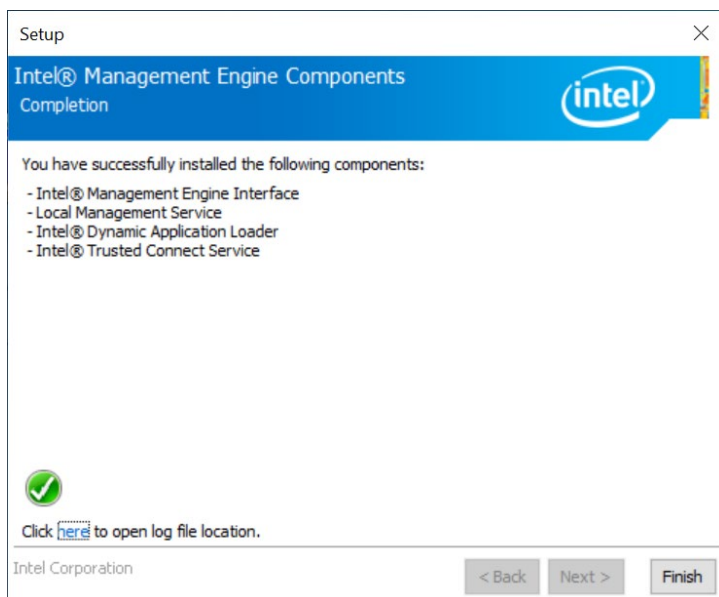 Setup
Intel® Management Engine Components
Completion
intel
You have successfully installed the following components:
- Intel® Management Engine Interface
- Local Management Service
- Intel® Dynamic Application Loader
- Intel® Trusted Connect Service
Click here to open log file location.
Intel Corporation
< Back Next > Finish